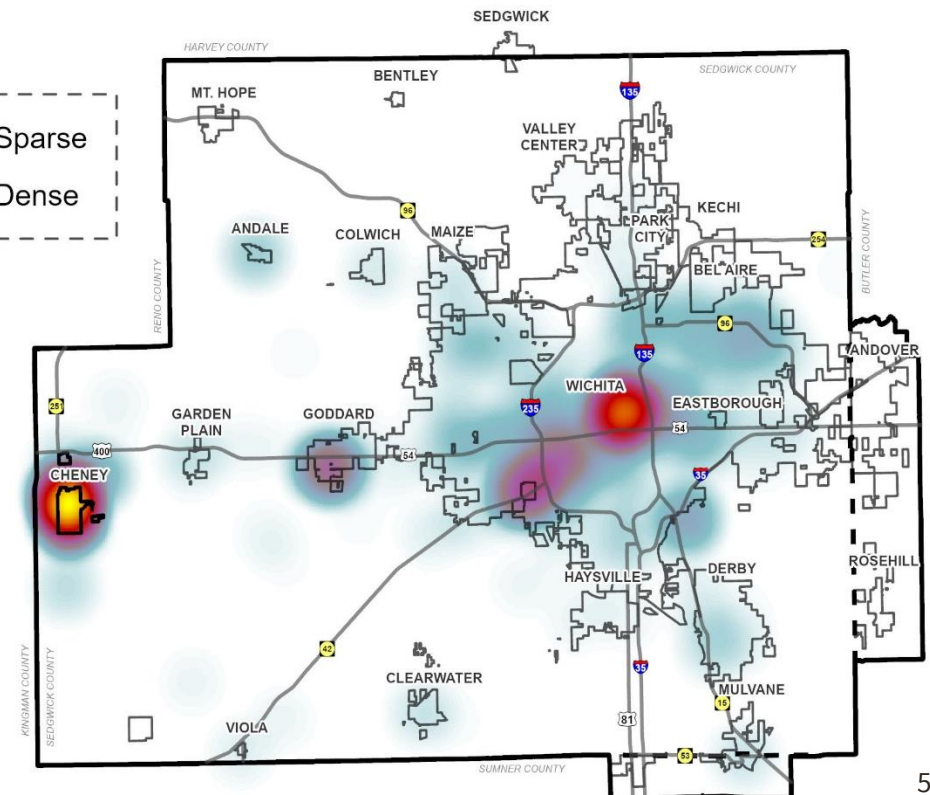 SEDGWICK
HARVEY COUNTY
SEDGWICK COUNTY
BENTLEY
MT. HOPE
135
Sparse
Dense
VALLEY
CENTER
96
ANDALE
COLWICH
MAIZE
PARK
CITY
KECHI
254
BEL AIRE
BUTLER COUNTY
RENO COUNTY
96
135
ANDOVER
WICHITA
251
235
EASTBOROUGH
GARDEN
PLAIN
GODDARD
54
400
54
CHENEY
35
HAYSVILLE
DERBY
ROSEHILL
42
KINGMAN COUNTY
SEDGWICK COUNTY
35
CLEARWATER
MULVANE
15
81
VIOLA
53
SUMNER COUNTY
5